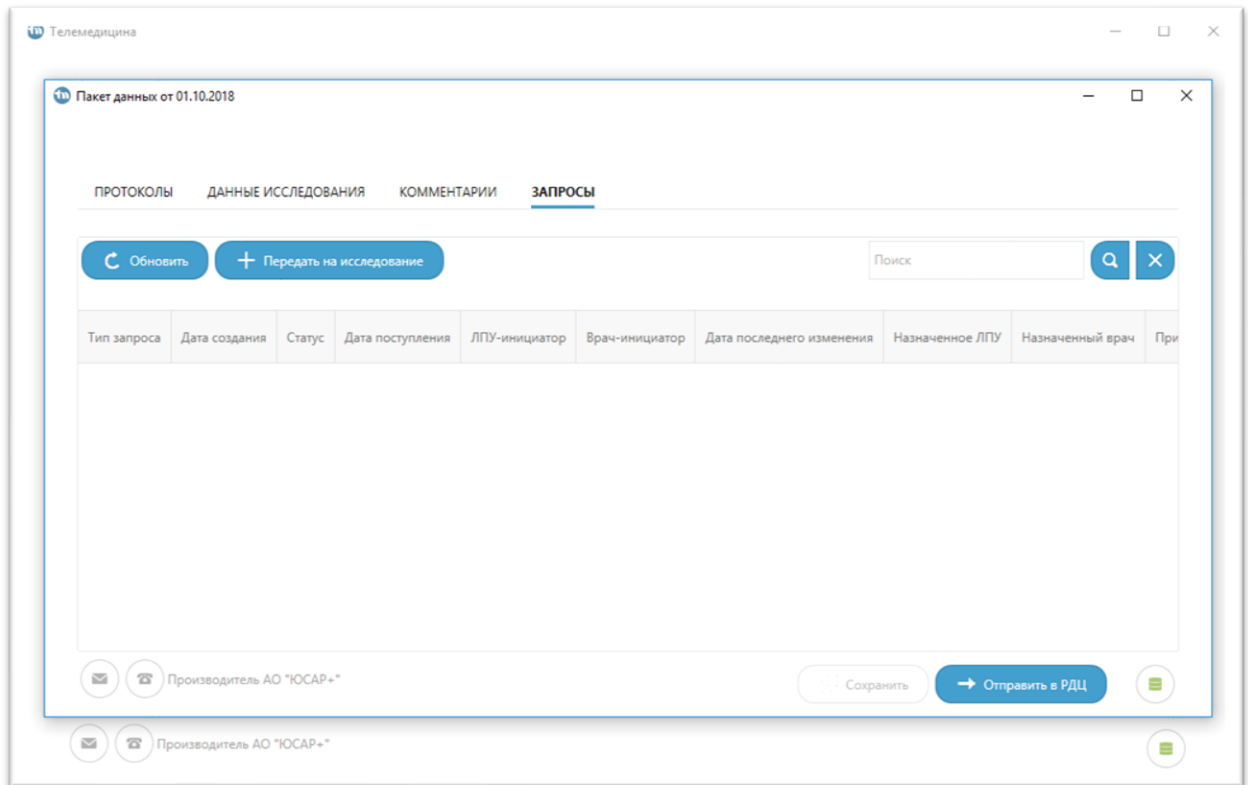 Телемедицина
Пакет данных от 01.10.2018
ПРОТОКОЛЫ ДАННЫЕ ИССЛЕДОВАНИЯ КОММЕНТАРИИ ЗАПРОСЫ
Обновить Передать на исследование Поиск
Тип запроса Дата создания Статус Дата поступления ЛПУ-инициатор Врач-инициатор Дата последнего изменения Назначенное ЛПУ Назначенный врач При
Производитель АО "ЮСАР+" Сохранить Отправить в РДЦ
Производитель АО "ЮСАР+"